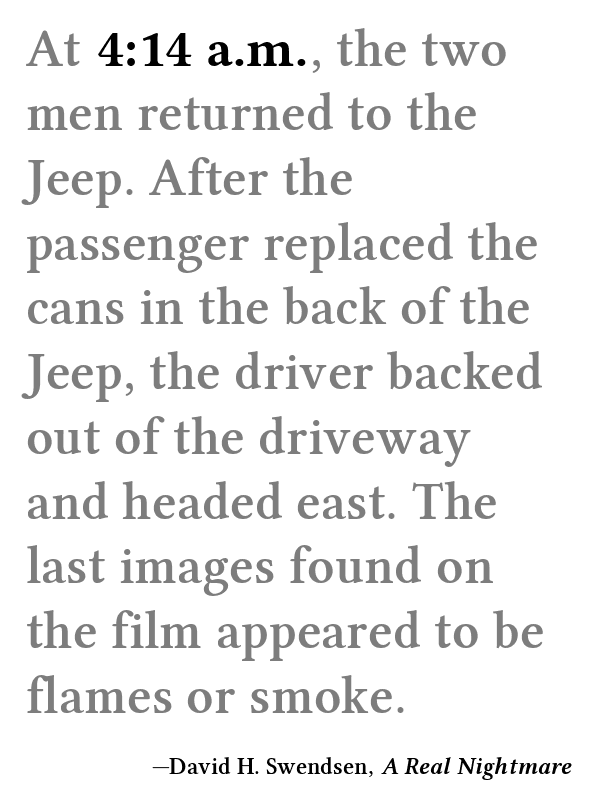 At 4:14 a.m., the two
men returned to the
Jeep. After the
passenger replaced the
cans in the back of the
Jeep, the driver backed
out of the driveway
and headed east. The
last images found on
the film appeared to be
flames or smoke.
—David H. Swendsen, A Real Nightmare